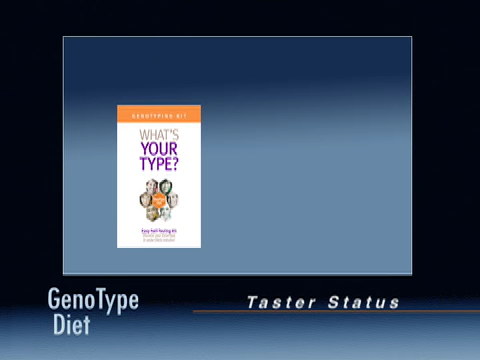 GENOTYPING KIT
WHAT'S
YOUR
TYPE?
Easy Self-Testing Kit
GenoType
Diet
Taster Status